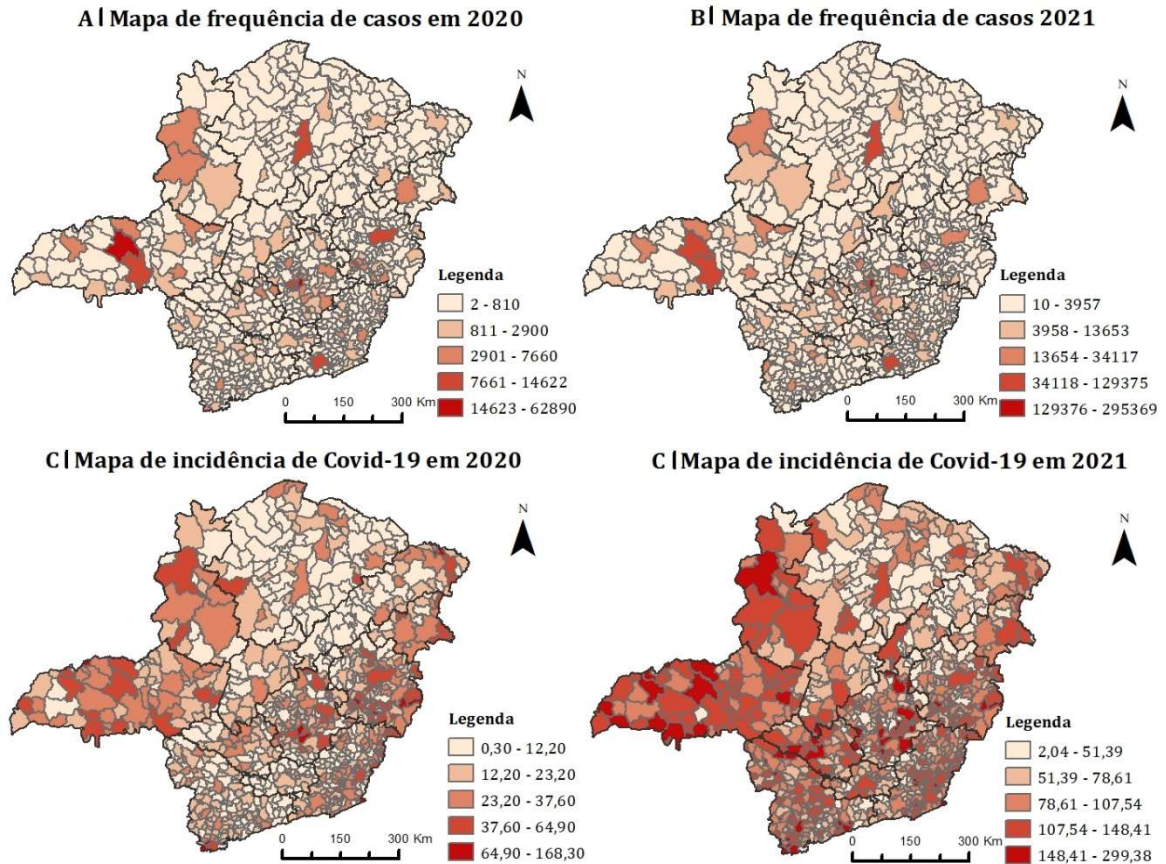 A | Mapa de frequência de casos em 2020
N
Legenda
2 - 810
811 - 2900
2901 - 7660
7661 - 14622
14623 - 62890
0 150 300 Km
B | Mapa de frequência de casos 2021
N
Legenda
10 - 3957
3958 - 13653
13654 - 34117
34118 - 129375
129376 - 295369
0 150 300 Km
C | Mapa de incidência de Covid-19 em 2020
N
Legenda
0,30 - 12,20
12,20 - 23,20
23,20 - 37,60
37,60 - 64,90
64,90 - 168,30
0 150 300 Km
C | Mapa de incidência de Covid-19 em 2021
N
Legenda
2,04 - 51,39
51,39 - 78,61
78,61 - 107,54
107,54 - 148,41
148,41 - 299,38
0 150 300 Km